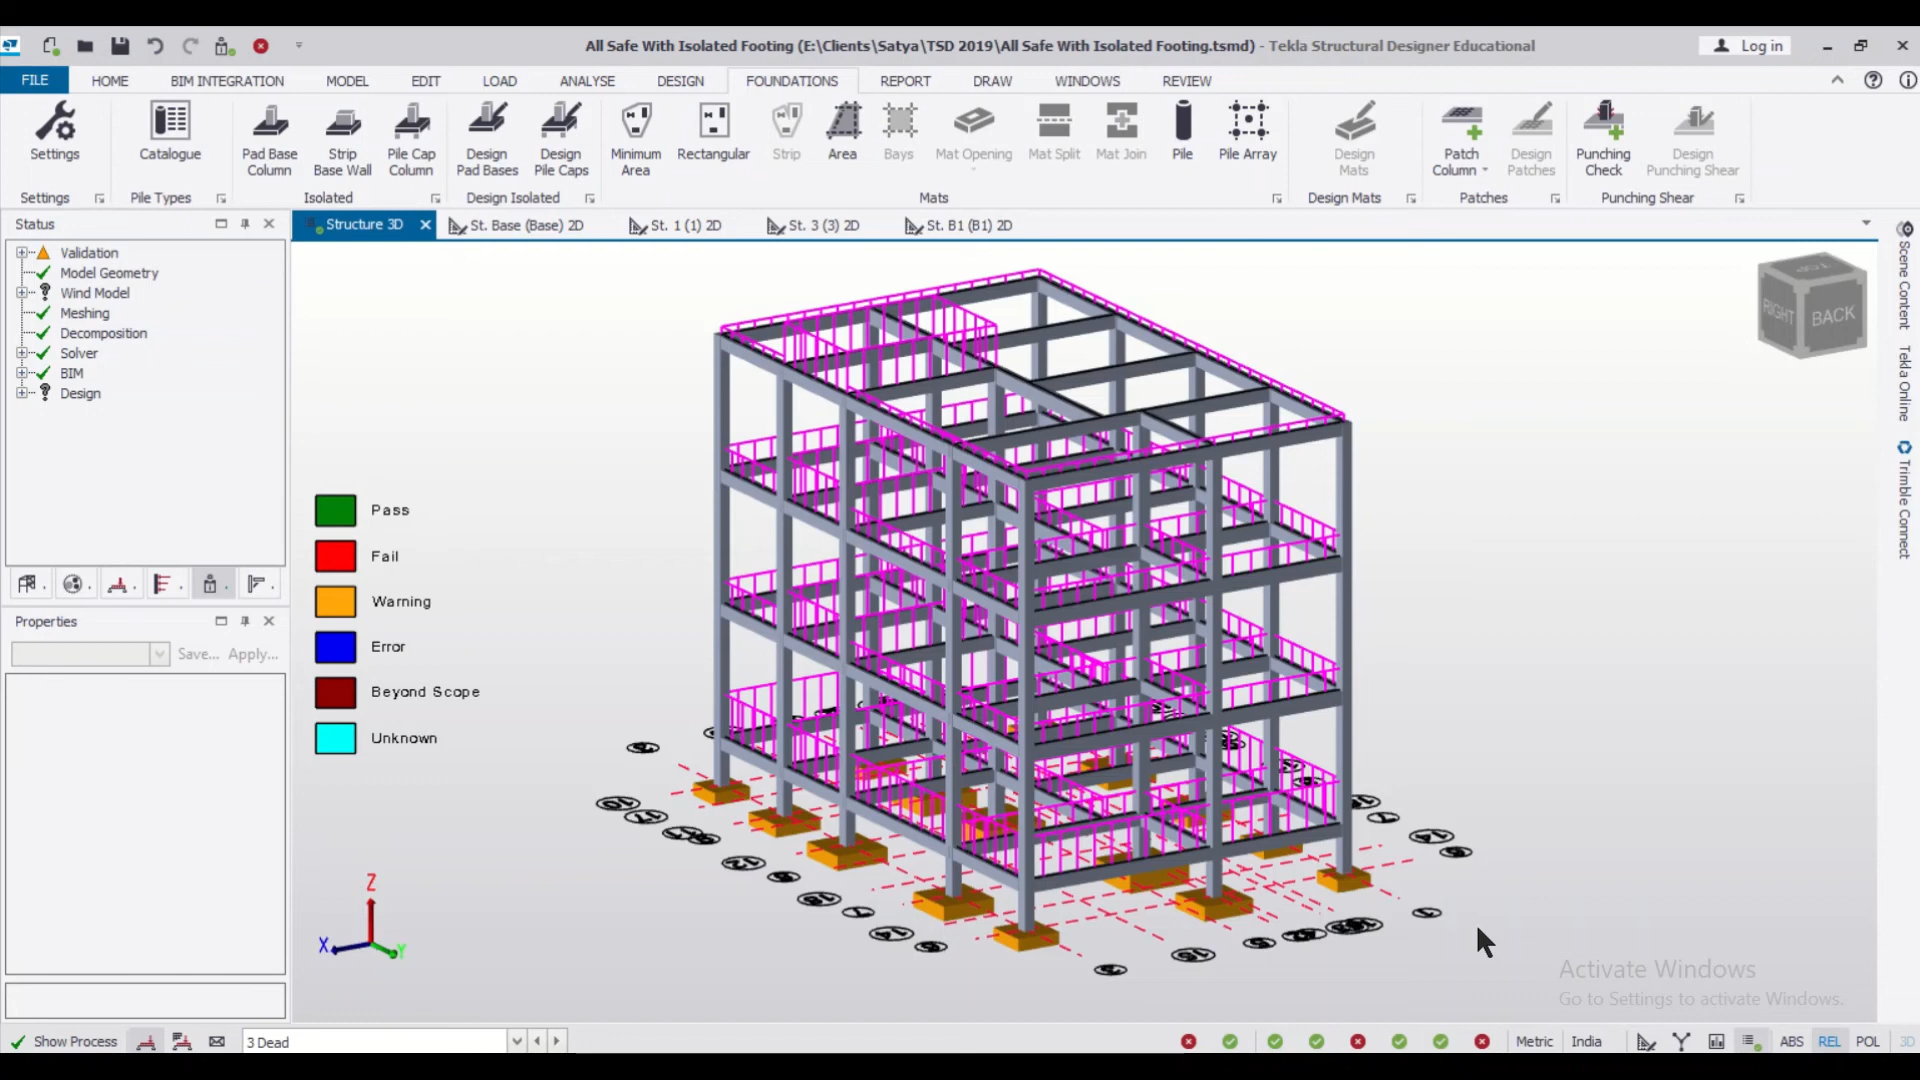 All Safe With Isolated Footing (E:\Clients\Satya\TSD 2019\All Safe With Isolated Footing.tsmd) - Tekla Structural Designer Educational
Log in
FILE HOME BIM INTEGRATION MODEL EDIT LOAD ANALYSE DESIGN FOUNDATIONS REPORT DRAW WINDOWS REVIEW
Settings
Catalogue
Pad Base
Column
Strip
Base Wall
Pile Cap
Column
Design
Pad Bases
Design
Pile Caps
Minimum
Area
Rectangular
Strip
Area
Bays
Mat Opening
Mat Split
Mat Join
Pile
Pile Array
Design
Mats
Patch
Column
Design
Patches
Punching
Check
Design
Punching Shear
Settings Pile Types Isolated Design Isolated Mats Design Mats Patches Punching Shear
Status
Structure 3D St. Base (Base) 2D St. 1 (1) 2D St. 3 (3) 2D St. B1 (B1) 2D
Validation
Model Geometry
Wind Model
Meshing
Decomposition
Solver
BIM
Design
Properties
Save... Apply...
Pass
Fail
Warning
Error
Beyond Scope
Unknown
TOP
RIGHT
BACK
Scene Content
Tekla Online
Trimble Connect
Z
X
Y
Activate Windows
Go to Settings to activate Windows.
Show Process
3 Dead
Metric India ABS REL POL 3D